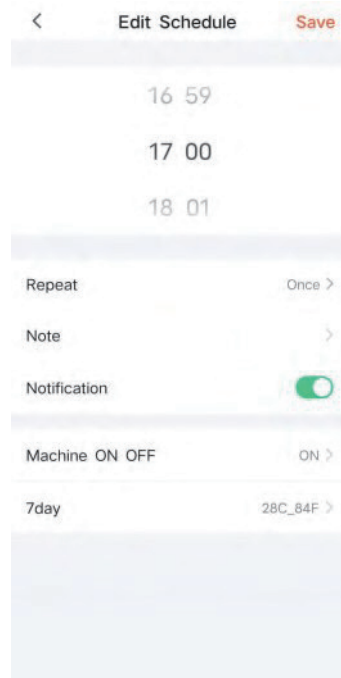 < Edit Schedule Save
16 59
17 00
18 01
Repeat Once >
Note >
Notification
Machine ON OFF ON >
7day 28C_84F >